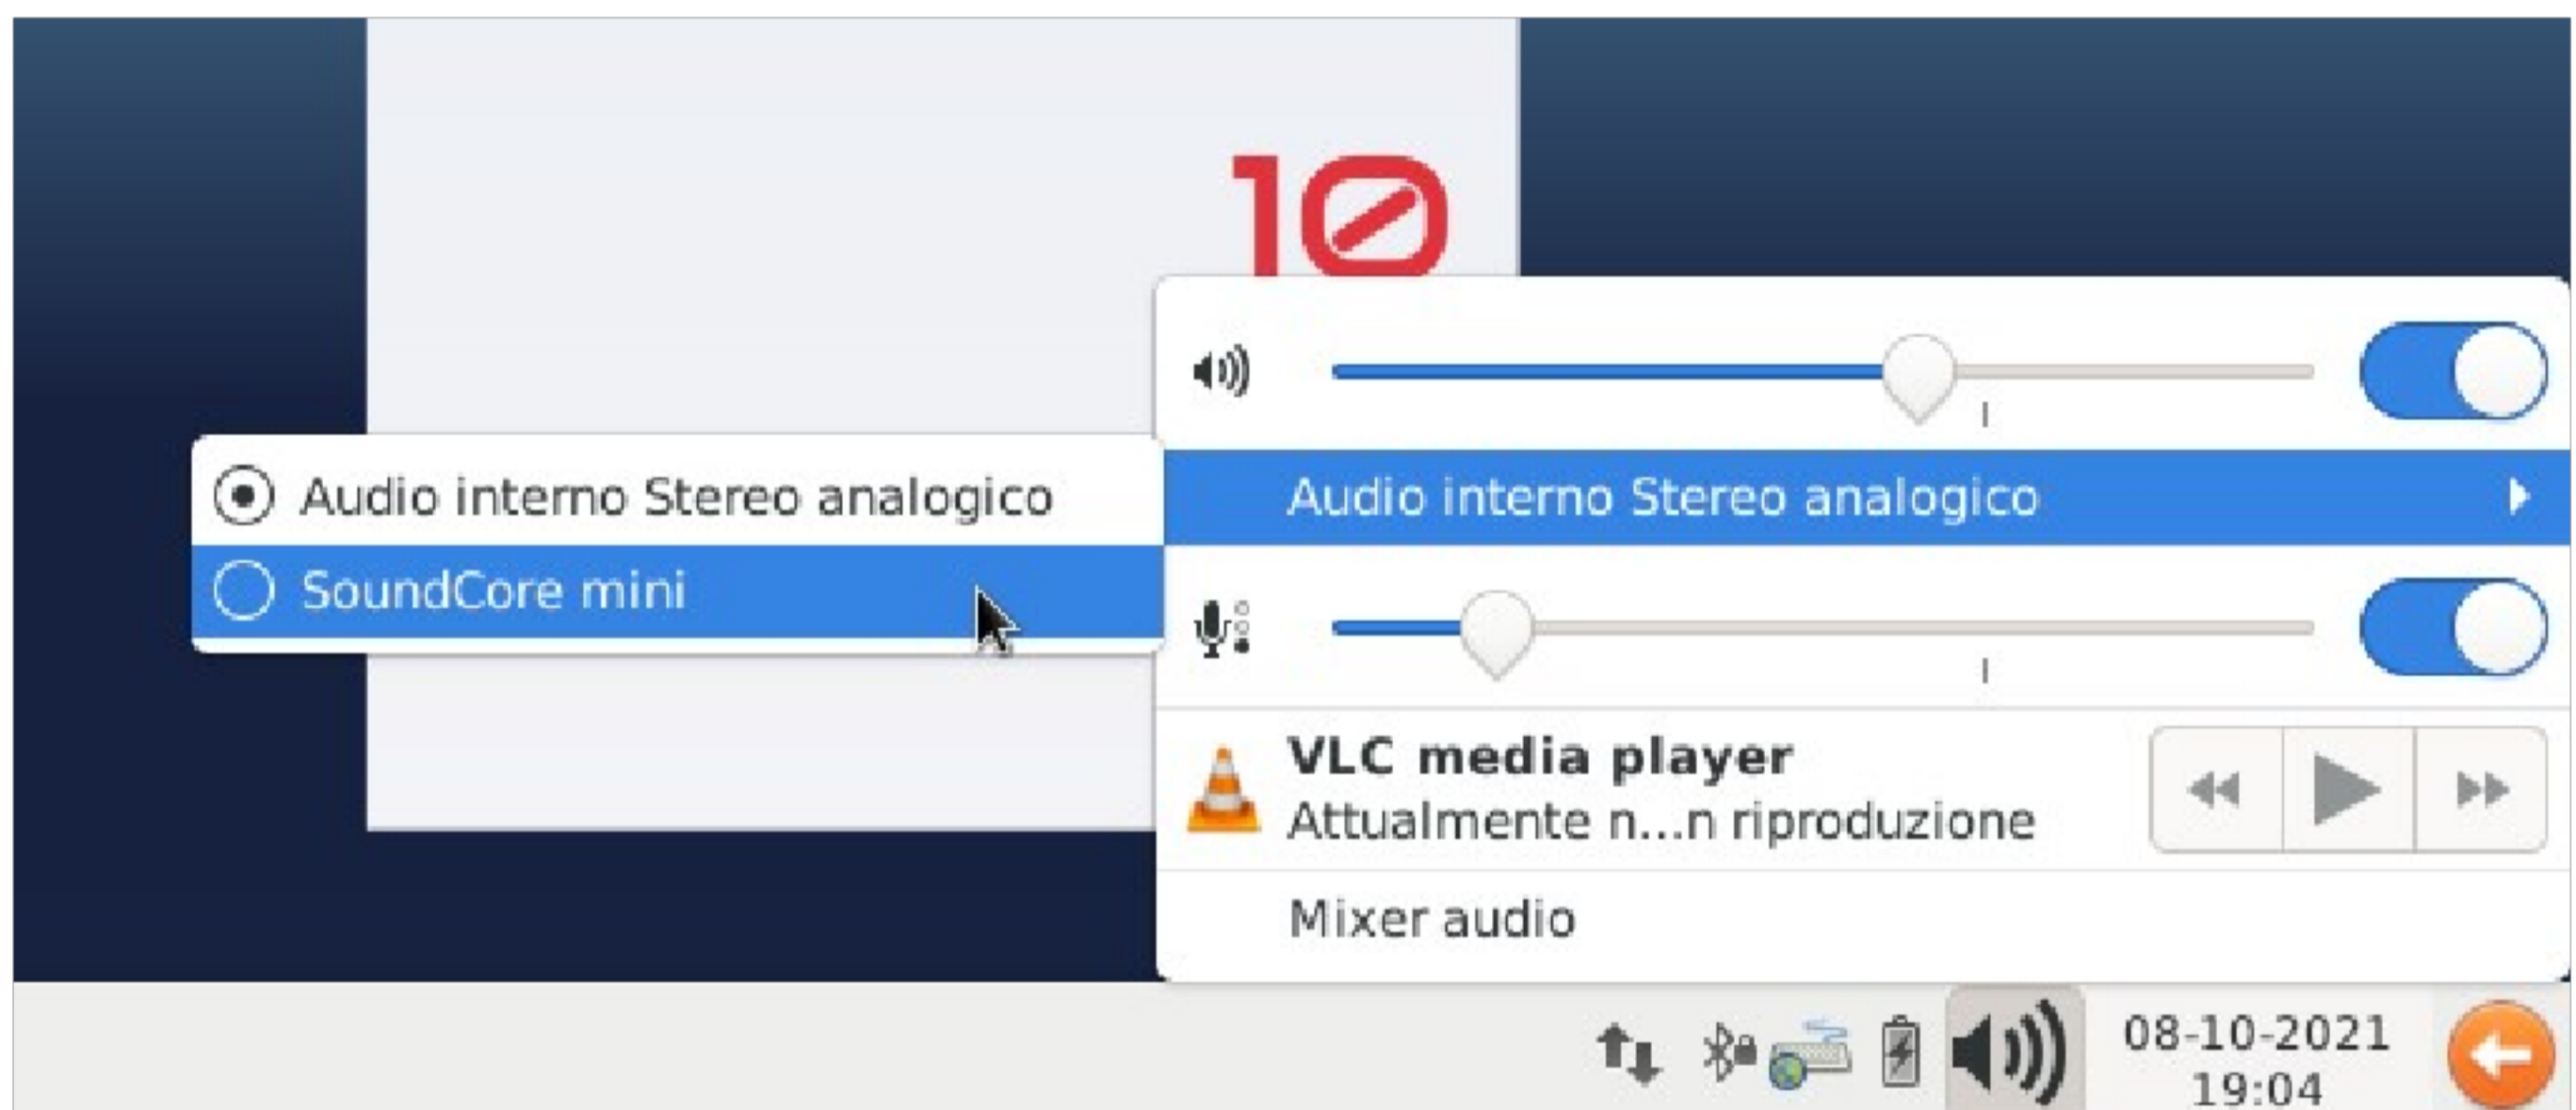 10
Audio interno Stereo analogico
SoundCore mini
Audio interno Stereo analogico
VLC media player
Attualmente n...n riproduzione
Mixer audio
08-10-2021
19:04